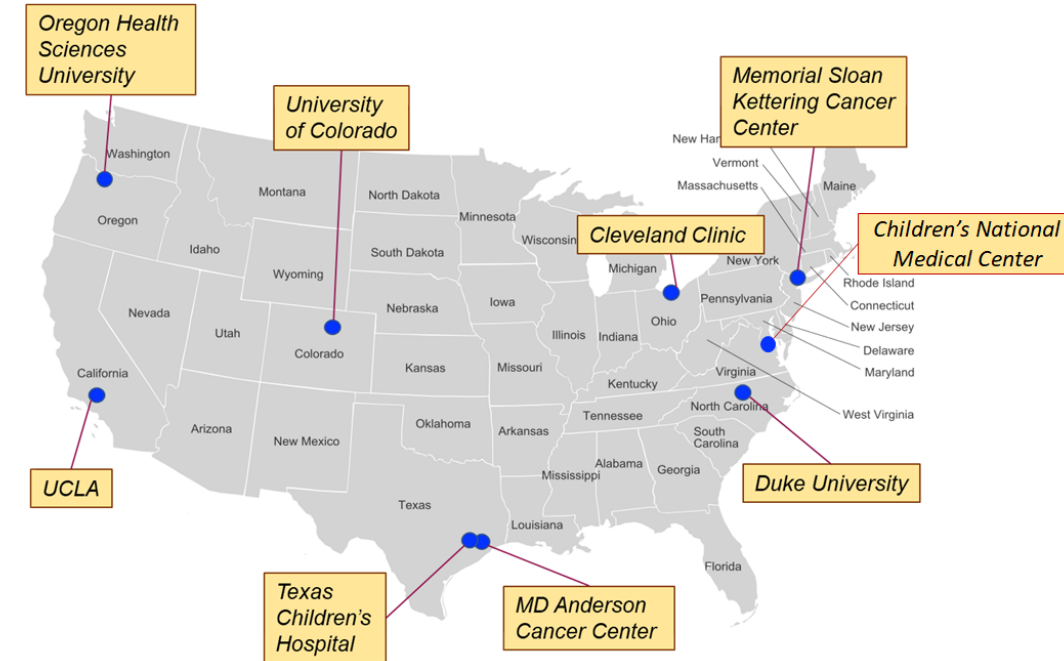 Oregon Health
Sciences
University
University
of Colorado
Memorial Sloan
Kettering Cancer
Center
New
Vermont
Massachusetts
Maine
Washington
Montana
North Dakota
Minnesota
Oregon
Idaho
Wyoming
South Dakota
Wisconsin
Cleveland Clinic
Michigan
New York
Children's National
Medical Center
Rhode Island
Connecticut
New Jersey
Delaware
Maryland
West Virginia
Nevada
Utah
Colorado
Nebraska
Iowa
Illinois
Indiana
Ohio
Pennsylvania
California
Kansas
Missouri
Kentucky
Virginia
Arizona
New Mexico
Oklahoma
Arkansas
Tennessee
North Carolina
South
Carolina
Mississippi
Alabama
Georgia
UCLA
Texas
Louisiana
Florida
Duke University
Texas
Children's
Hospital
MD Anderson
Cancer Center